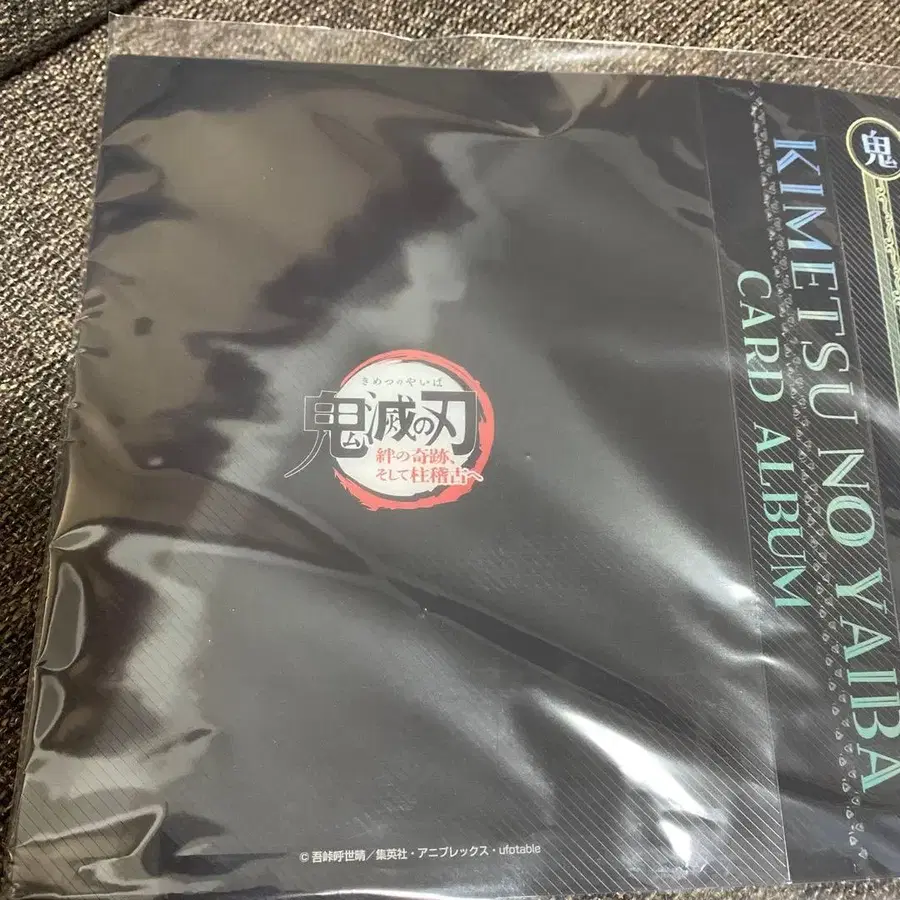 きめつのやいば
鬼滅の刃
絆の奇跡、
そして柱稽古へ
©吾峠呼世晴／集英社・アニプレックス・ufotable
KIMETSU NO YAIBA
CARD ALBUM
鬼